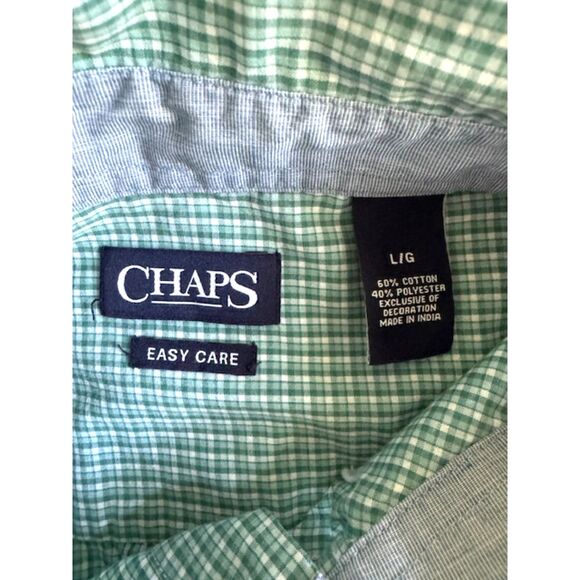 CHAPS
EASY CARE
L/G
60% COTTON
40% POLYESTER
EXCLUSIVE OF
DECORATION
MADE IN INDIA